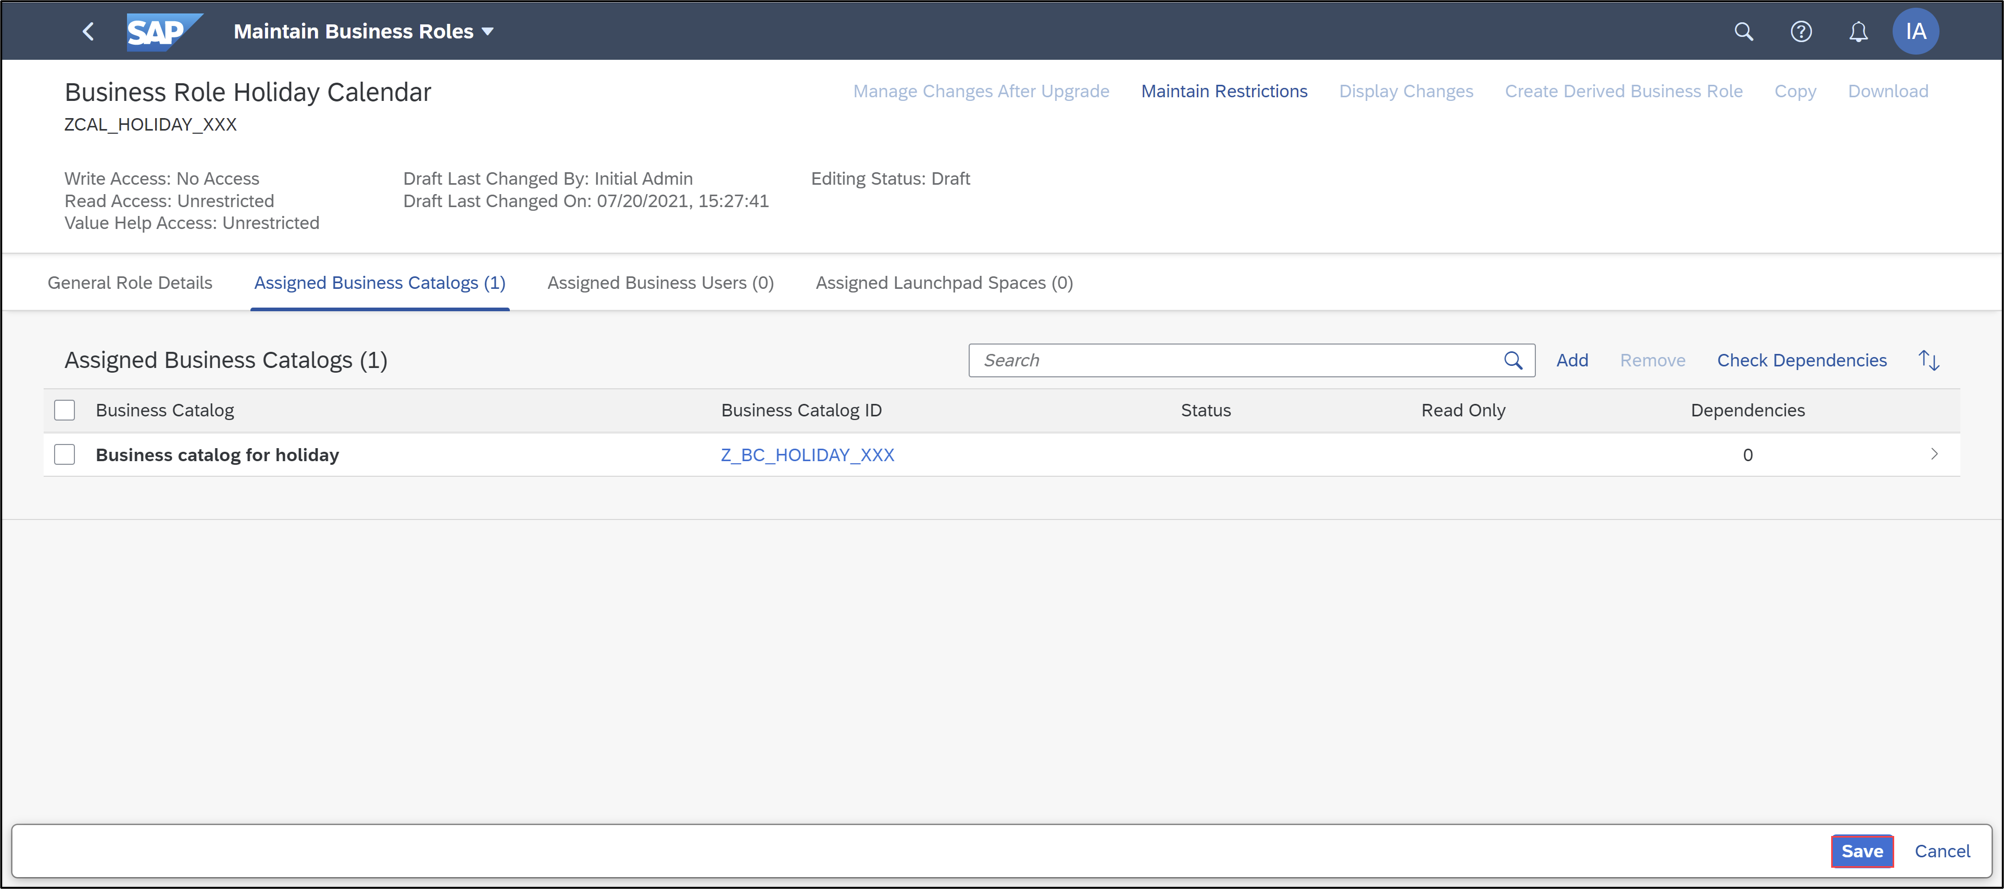 SAP Maintain Business Roles IA
Business Role Holiday Calendar
Manage Changes After Upgrade Maintain Restrictions Display Changes Create Derived Business Role Copy Download
ZCAL_HOLIDAY_XXX
Write Access: No Access Draft Last Changed By: Initial Admin Editing Status: Draft
Read Access: Unrestricted Draft Last Changed On: 07/20/2021, 15:27:41
Value Help Access: Unrestricted
General Role Details Assigned Business Catalogs (1) Assigned Business Users (0) Assigned Launchpad Spaces (0)
Assigned Business Catalogs (1) Search Add Remove Check Dependencies
Business Catalog Business Catalog ID Status Read Only Dependencies
Business catalog for holiday Z_BC_HOLIDAY_XXX 0
Save Cancel